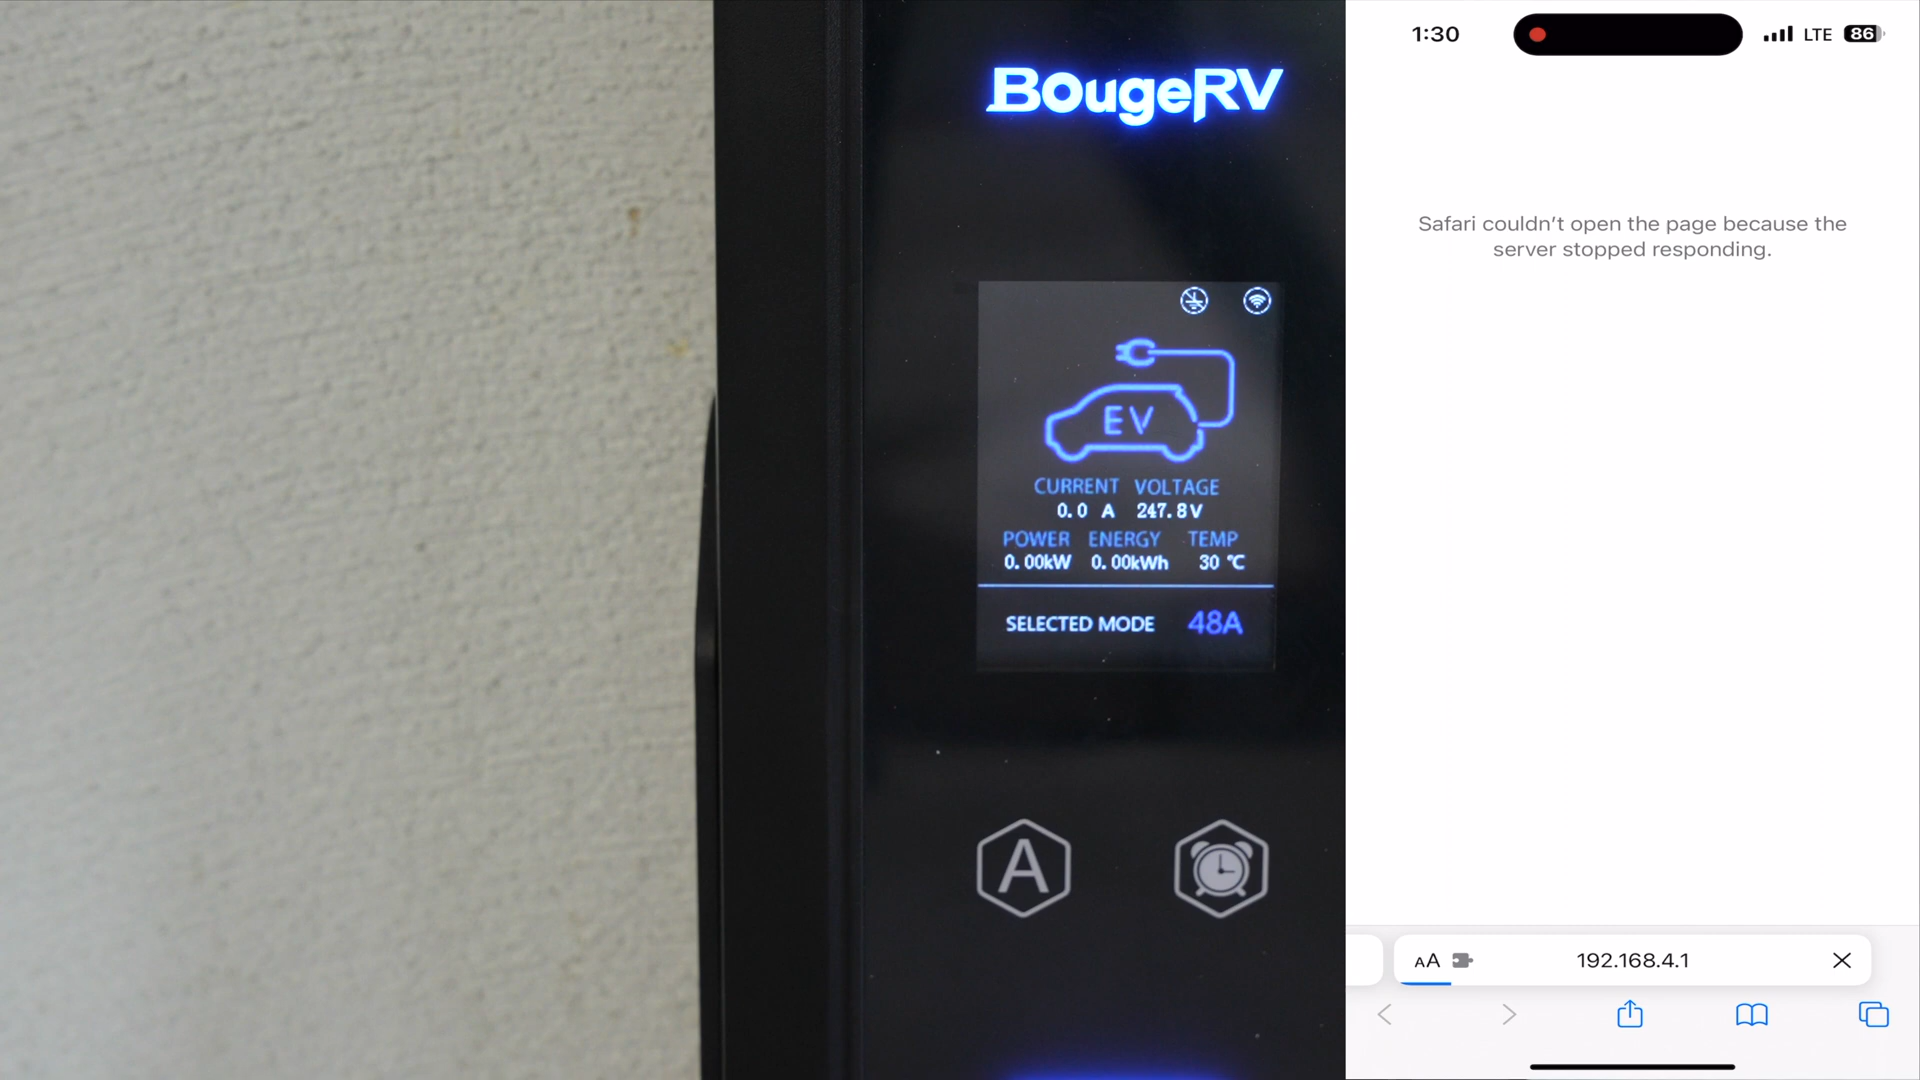 BougeRV
EV
CURRENT VOLTAGE
0.0 A 247.8V
POWER ENERGY TEMP
0.00kW 0.00kWh 30 ℃
SELECTED MODE 48A
A
1:30
LTE 86
Safari couldn't open the page because the
server stopped responding.
AA 192.168.4.1